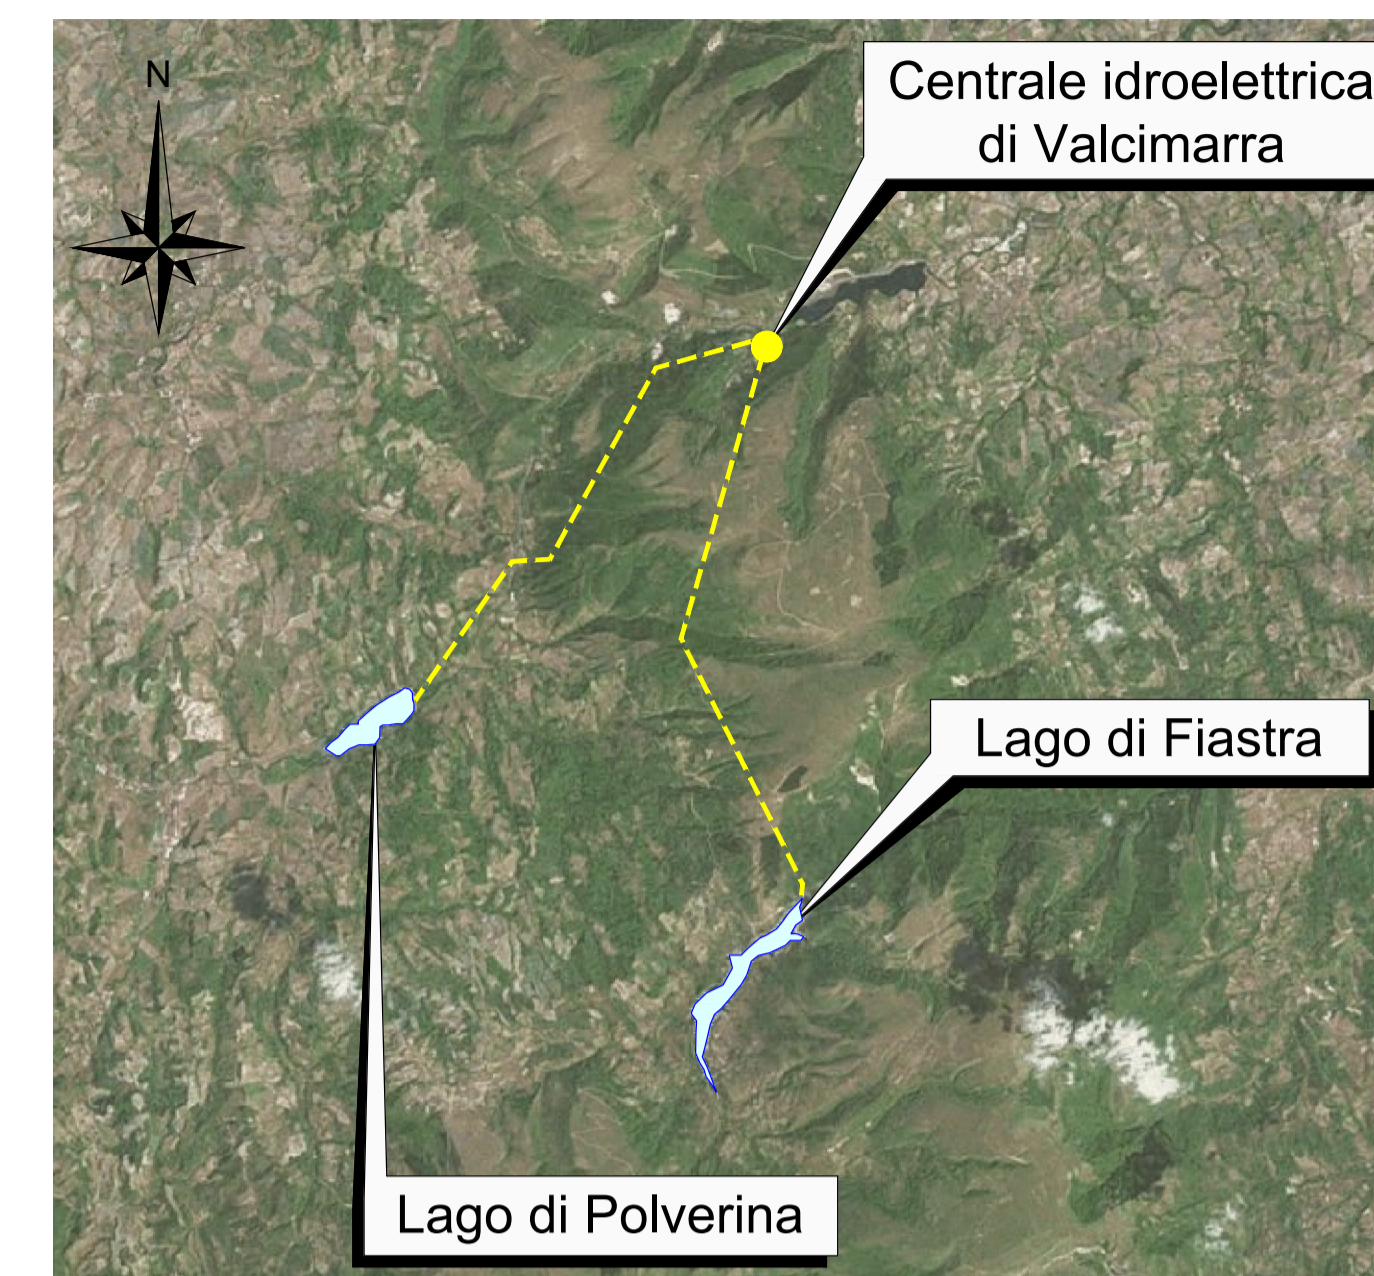 N
Centrale idroelettrica
di Valcimarra
Lago di Fiastra
Lago di Polverina